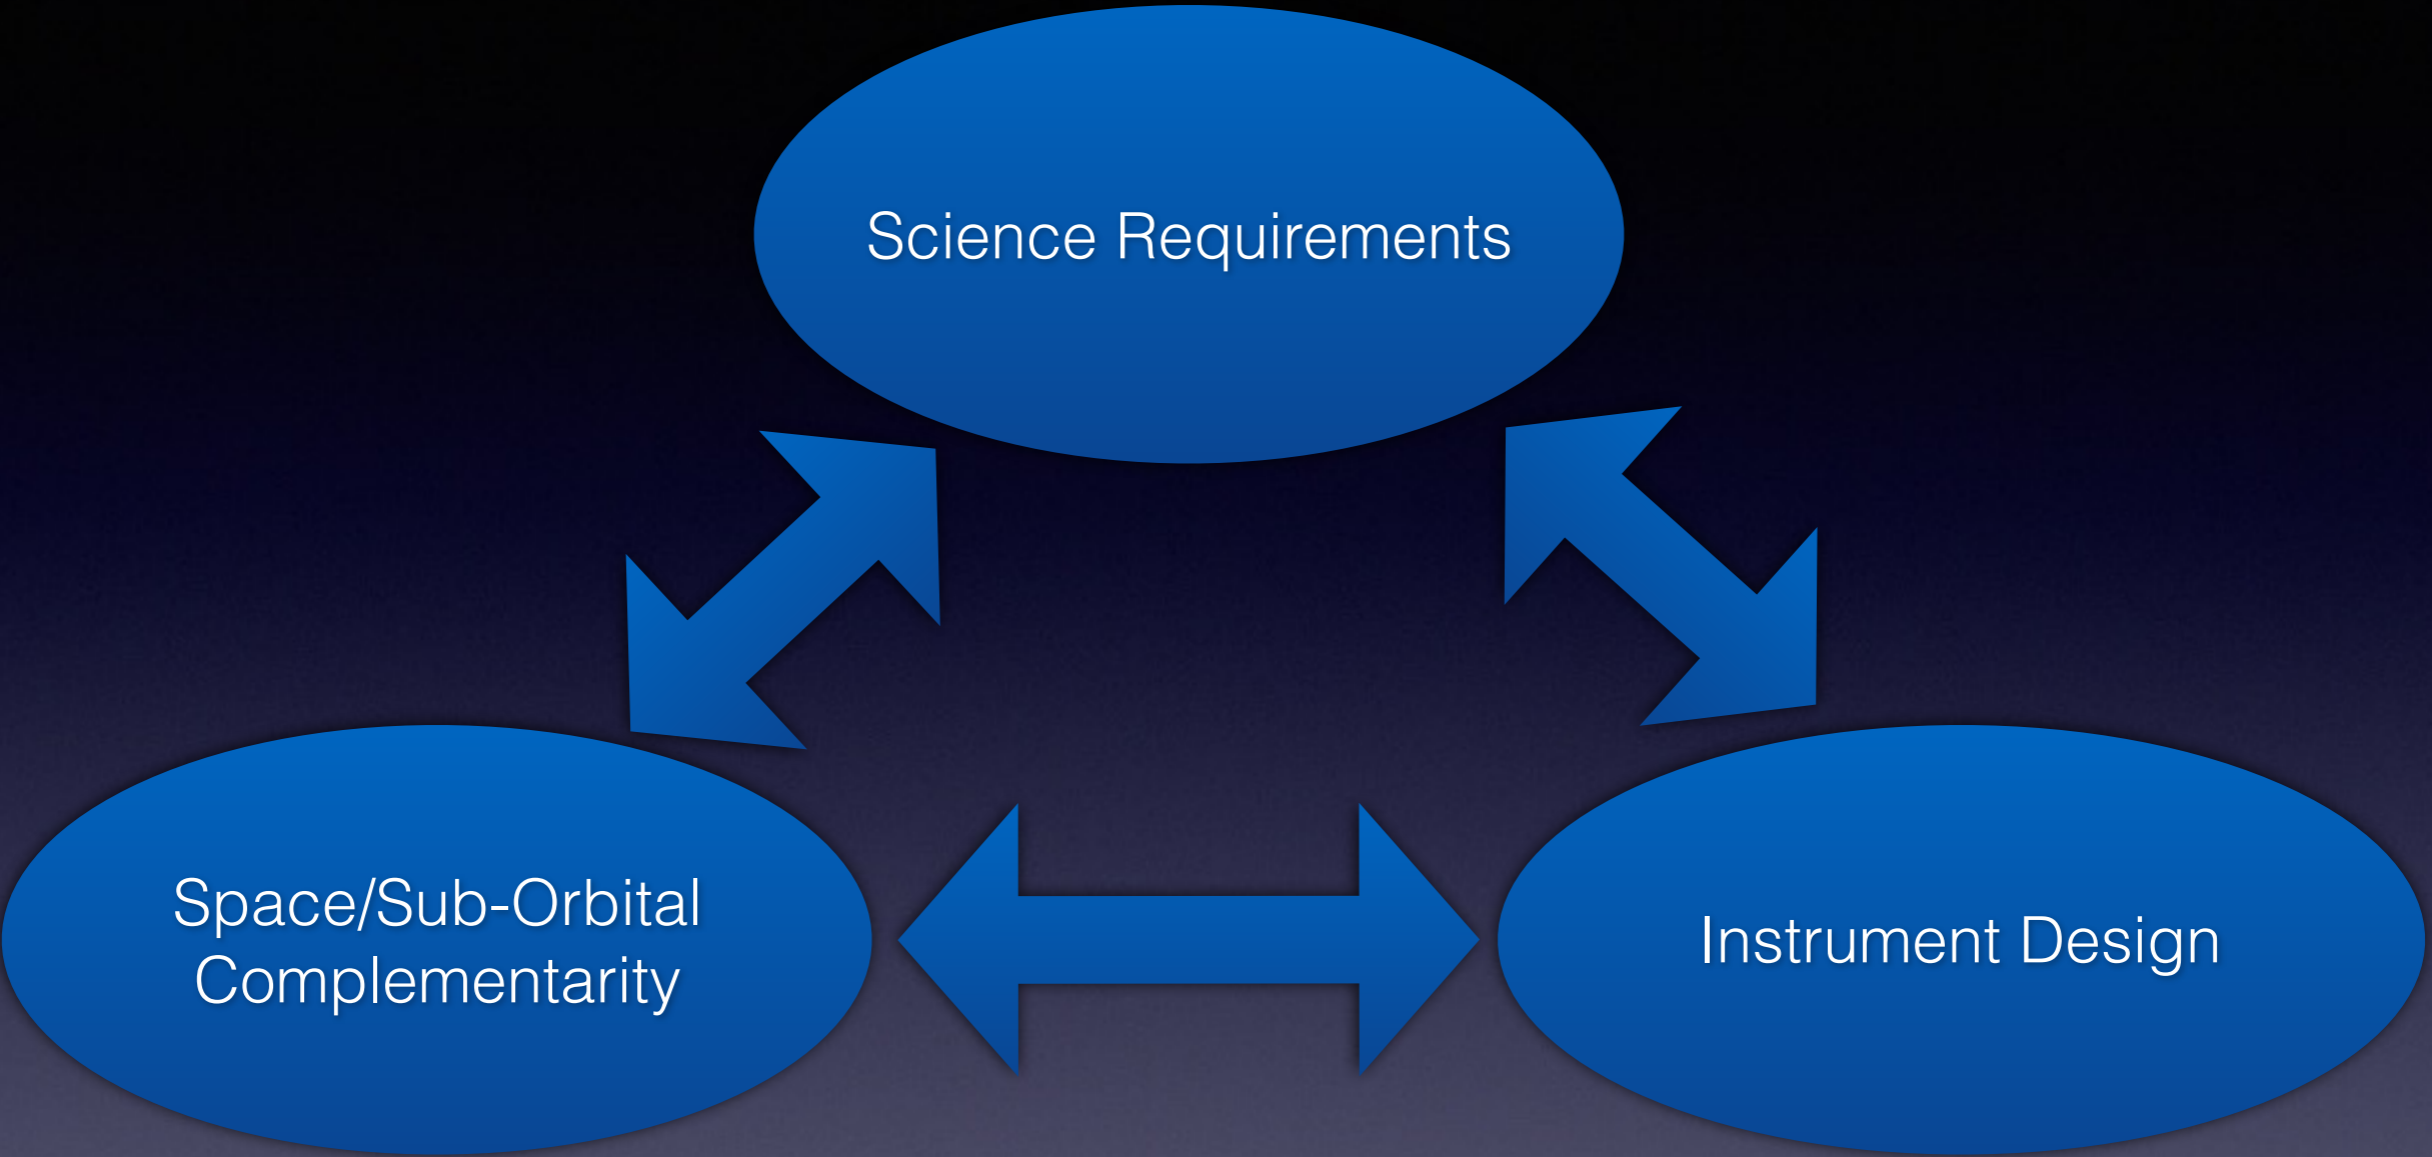 Science Requirements
Space/Sub-Orbital
Complementarity
Instrument Design